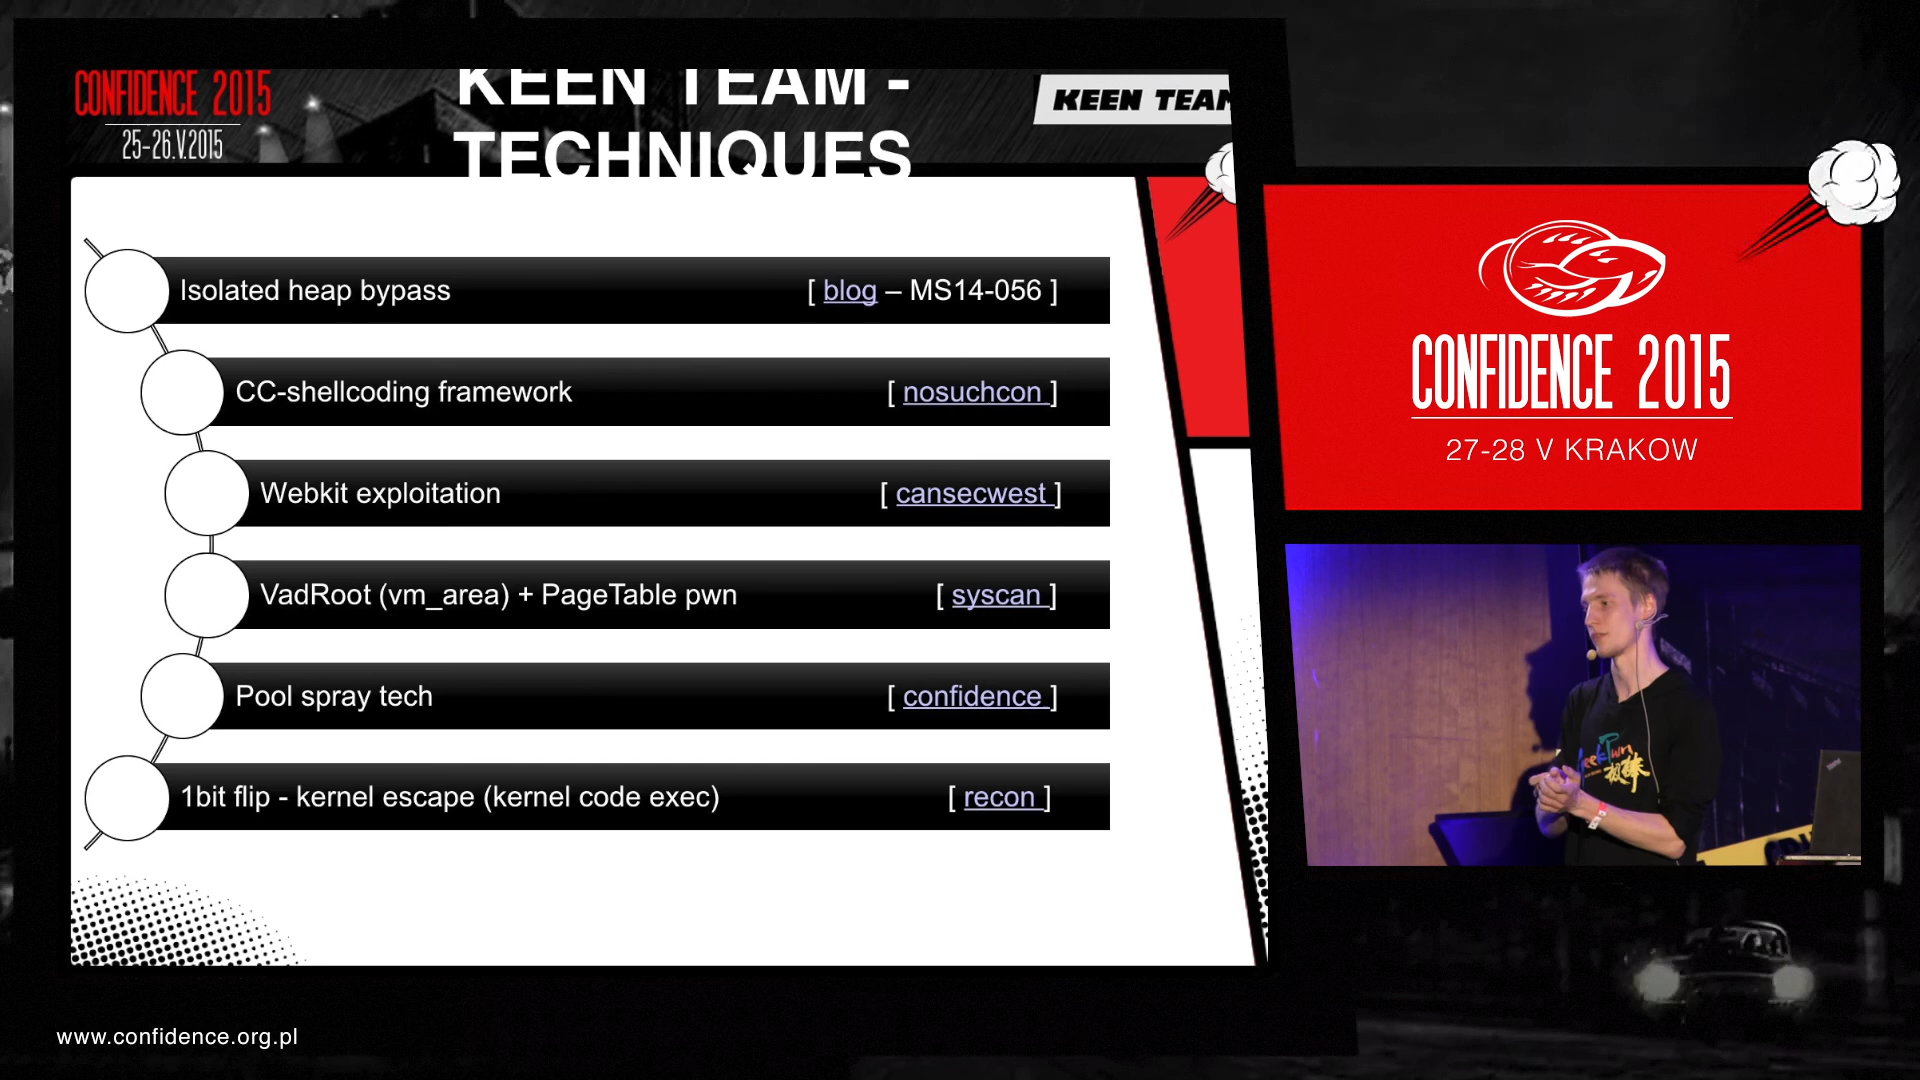 CONFIDENCE 2015
25-26.V.2015
KEEN TEAM -
TECHNIQUES
KEEN TEAM
Isolated heap bypass [ blog – MS14-056 ]
CC-shellcoding framework [ nosuchcon ]
Webkit exploitation [ cansecwest ]
VadRoot (vm_area) + PageTable pwn [ syscan ]
Pool spray tech [ confidence ]
1bit flip - kernel escape (kernel code exec) [ recon ]
CONFIDENCE 2015
27-28 V KRAKOW
www.confidence.org.pl